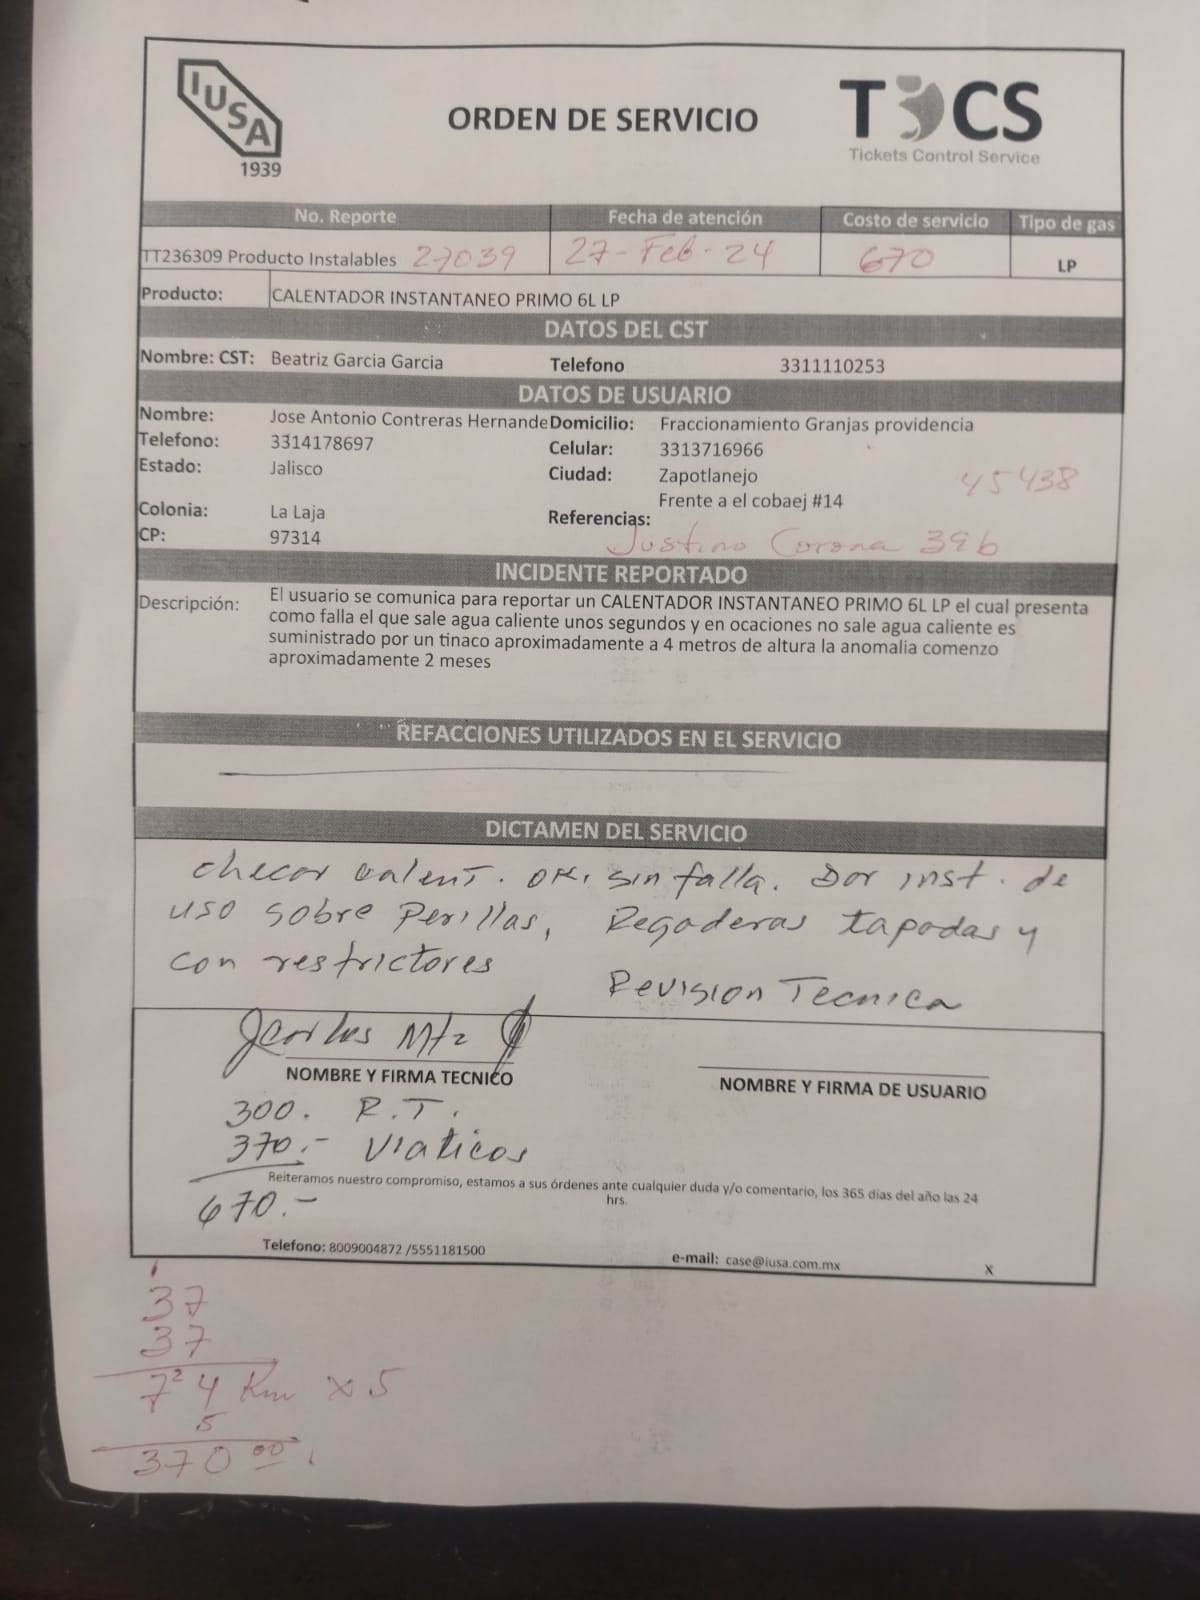 IUSA
1939
ORDEN DE SERVICIO
TCS
Tickets Control Service
No. Reporte Fecha de atención Costo de servicio Tipo de gas
TT236309 Producto Instalables 27039 27-Feb-24 670 LP
Producto: CALENTADOR INSTANTANEO PRIMO 6L LP
DATOS DEL CST
Nombre: CST: Beatriz Garcia Garcia Telefono 3311110253
DATOS DE USUARIO
Nombre: Jose Antonio Contreras Hernande Domicilio: Fraccionamiento Granjas providencia
Telefono: 3314178697 Celular: 3313716966
Estado: Jalisco Ciudad: Zapotlanejo 45438
Frente a el cobaej #14
Colonia: La Laja Referencias:
CP: 97314 Justino Corona 39b
INCIDENTE REPORTADO
Descripción: El usuario se comunica para reportar un CALENTADOR INSTANTANEO PRIMO 6L LP el cual presenta
como falla el que sale agua caliente unos segundos y en ocaciones no sale agua caliente es
suministrado por un tinaco aproximadamente a 4 metros de altura la anomalia comenzo
aproximadamente 2 meses
REFACCIONES UTILIZADOS EN EL SERVICIO
DICTAMEN DEL SERVICIO
checar calent. OK. sin falla. Dar inst. de
uso sobre Perillas, Regaderas tapadas y
con restrictores
Revision Tecnica
JCarlos Mtz
NOMBRE Y FIRMA TECNICO NOMBRE Y FIRMA DE USUARIO
300. R.T.
370.- Viaticos
Reiteramos nuestro compromiso, estamos a sus órdenes ante cualquier duda y/o comentario, los 365 días del año las 24
hrs.
670.-
Telefono: 8009004872 /5551181500 e-mail: case@iusa.com.mx x
1
37
37
7²4 Km x 5
5
370 00